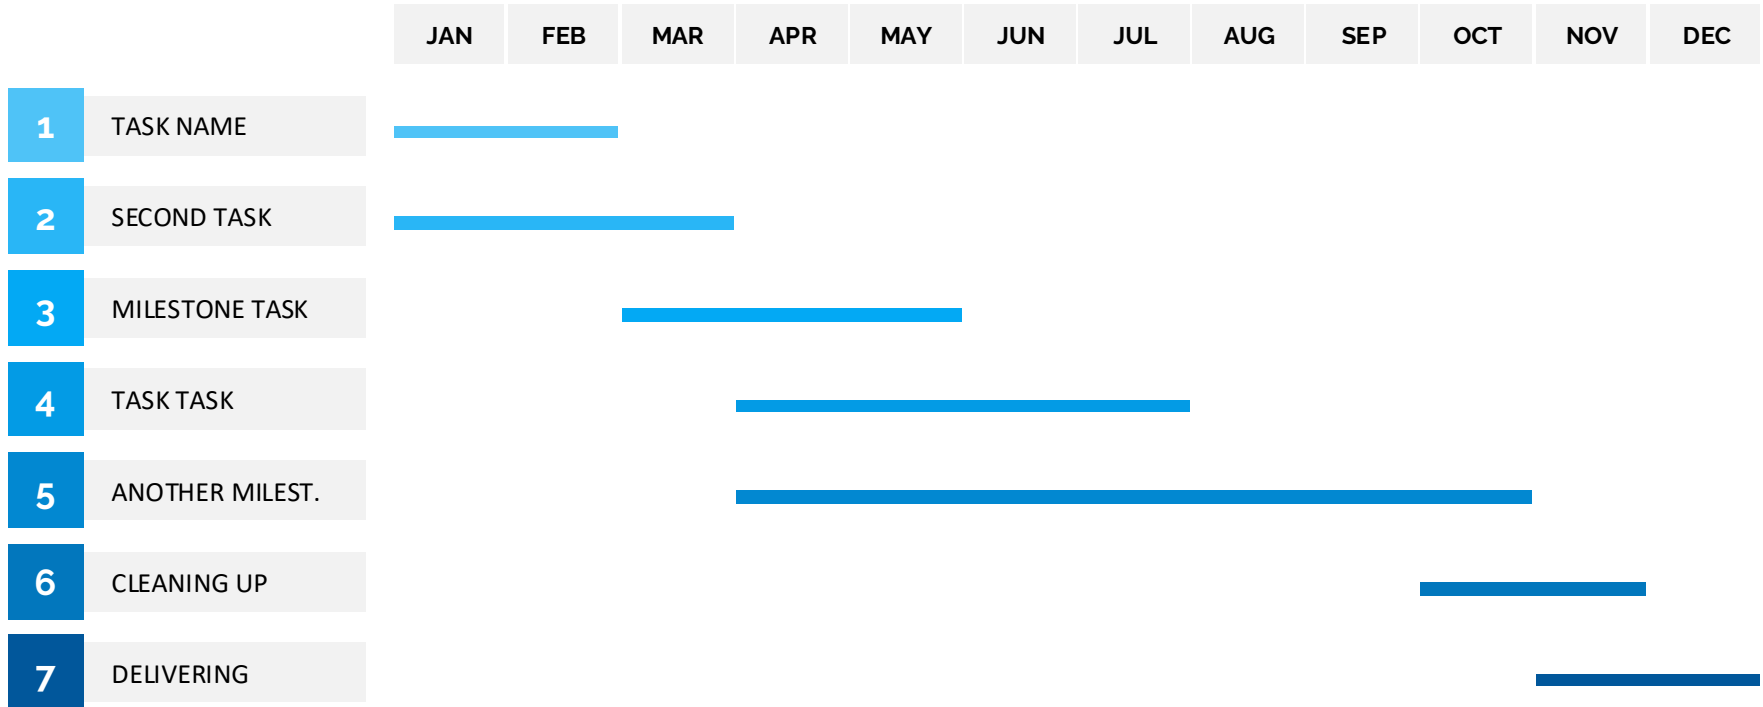 JAN FEB MAR APR MAY JUN JUL AUG SEP OCT NOV DEC
1 TASK NAME
2 SECOND TASK
3 MILESTONE TASK
4 TASK TASK
5 ANOTHER MILEST.
6 CLEANING UP
7 DELIVERING